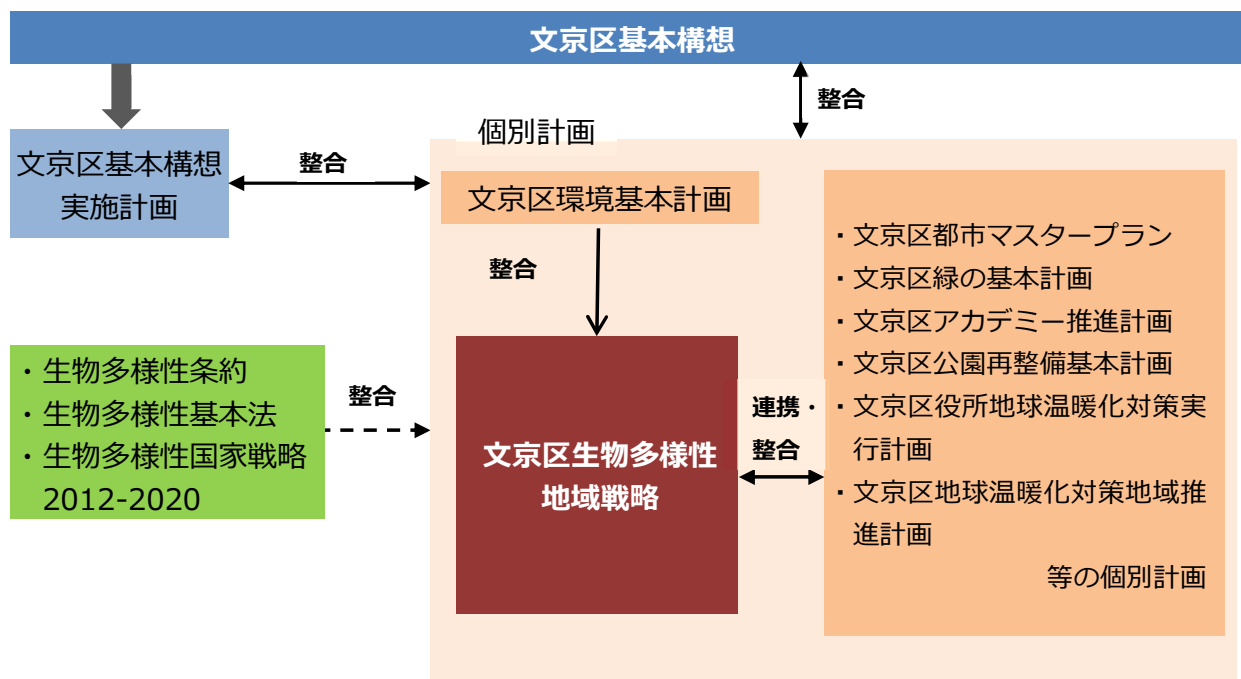 文京区基本構想
整合
文京区基本構想
実施計画
整合
個別計画
文京区環境基本計画
整合
・生物多様性条約
・生物多様性基本法
・生物多様性国家戦略
2012-2020
整合
文京区生物多様性
地域戦略
連携・
整合
・文京区都市マスタープラン
・文京区緑の基本計画
・文京区アカデミー推進計画
・文京区公園再整備基本計画
・文京区役所地球温暖化対策実
行計画
・文京区地球温暖化対策地域推
進計画
等の個別計画